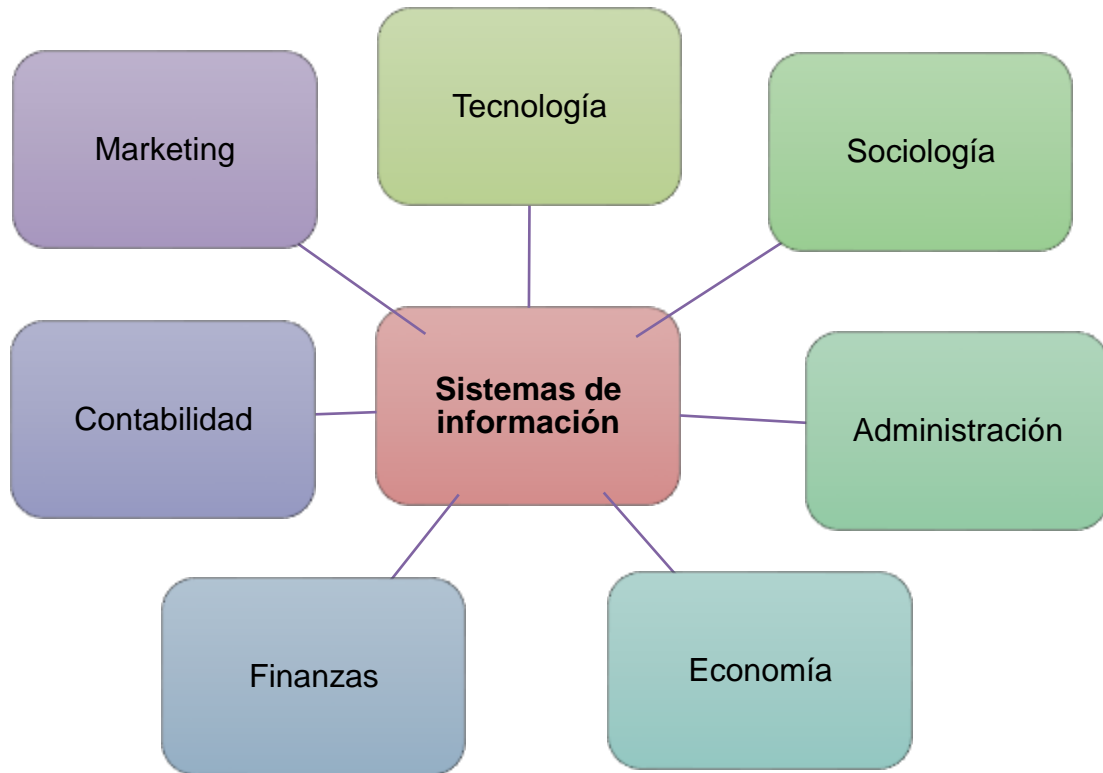 Tecnología
Marketing
Sociología
Sistemas de
información
Contabilidad
Administración
Finanzas
Economía